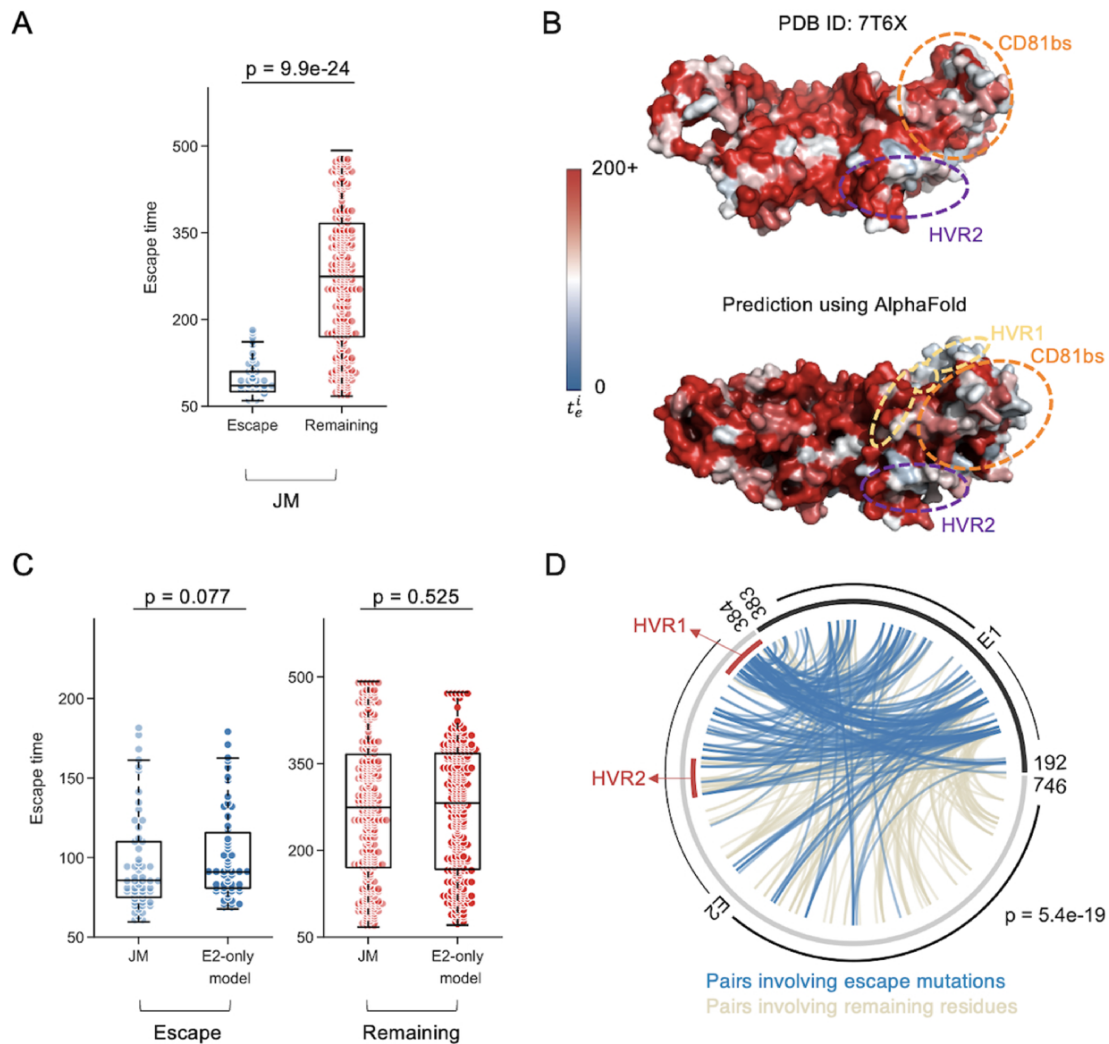 A
p = 9.9e-24
Escape time
500
350
200
50
Escape
Remaining
JM
B
PDB ID: 7T6X
CD81bs
HVR2
200+
0
t_e^i
Prediction using AlphaFold
HVR1
CD81bs
HVR2
C
p = 0.077
Escape time
200
150
100
50
JM
E2-only
model
Escape
p = 0.525
500
350
200
50
JM
E2-only
model
Remaining
D
384
383
HVR1
E1
HVR2
192
746
E2
p = 5.4e-19
Pairs involving escape mutations
Pairs involving remaining residues